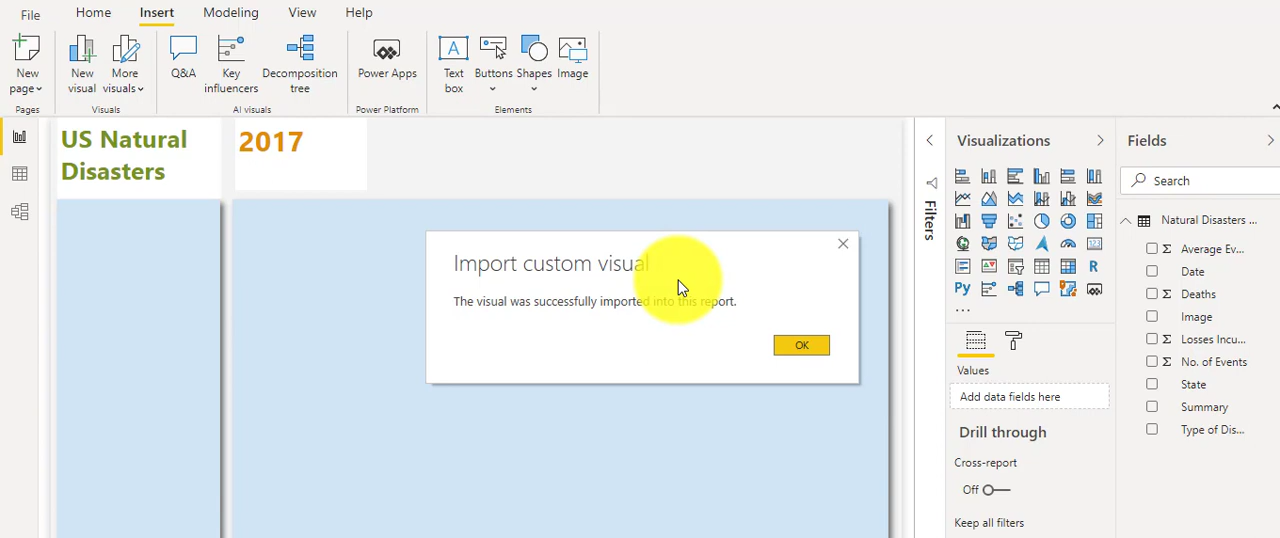 File Home Insert Modeling View Help
New page
More visuals
New visual
Q&A
Key influencers
Decomposition tree
Power Apps
Text box
Buttons
Shapes
Image
Pages
Visuals
AI visuals
Power Platform
Elements
US Natural
Disasters
2017
Import custom visual
The visual was successfully imported into this report.
OK
Filters
Visualizations
R
Py
Values
Add data fields here
Drill through
Cross-report
Off
Keep all filters
Fields
Search
Natural Disasters ...
Average Ev...
Date
Deaths
Image
Losses Incu...
No. of Events
State
Summary
Type of Dis...